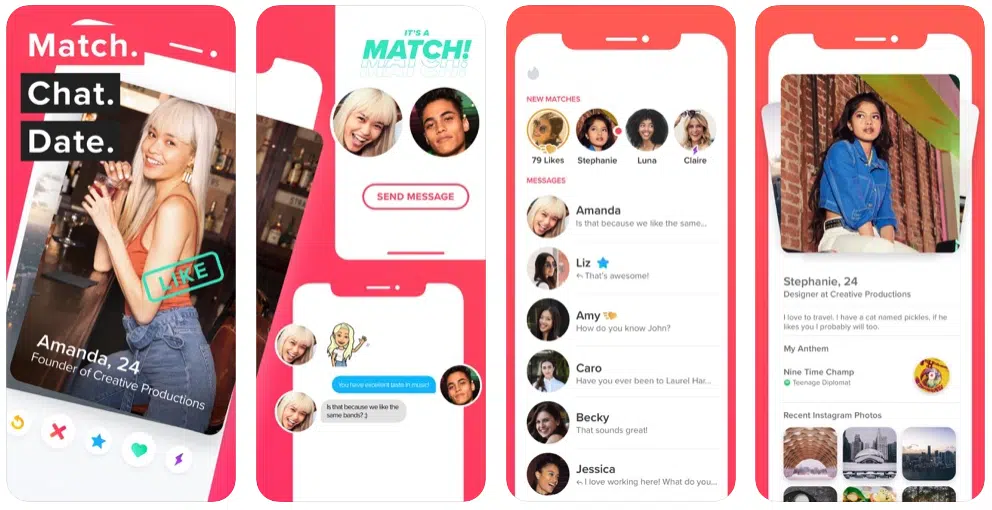 Match.
Chat.
Date.
LIKE
Amanda, 24
Founder of Creative Productions
IT'S A
MATCH!
MATCH!
SEND MESSAGE
You have excellent taste in music!
Is that because we like the
same bands? ;)
NEW MATCHES
79 Likes
Stephanie
Luna
Claire
MESSAGES
Amanda
Is that because we like the same...
Liz
That's awesome!
Amy
How do you know John?
Caro
Have you ever been to Laurel Har...
Becky
That sounds great!
Jessica
I love working here! What do you...
Stephanie, 24
Designer at Creative Productions
I love to travel. I have a cat named pickles, if he
likes you I probably will too.
My Anthem
Nine Time Champ
Teenage Diplomat
Recent Instagram Photos